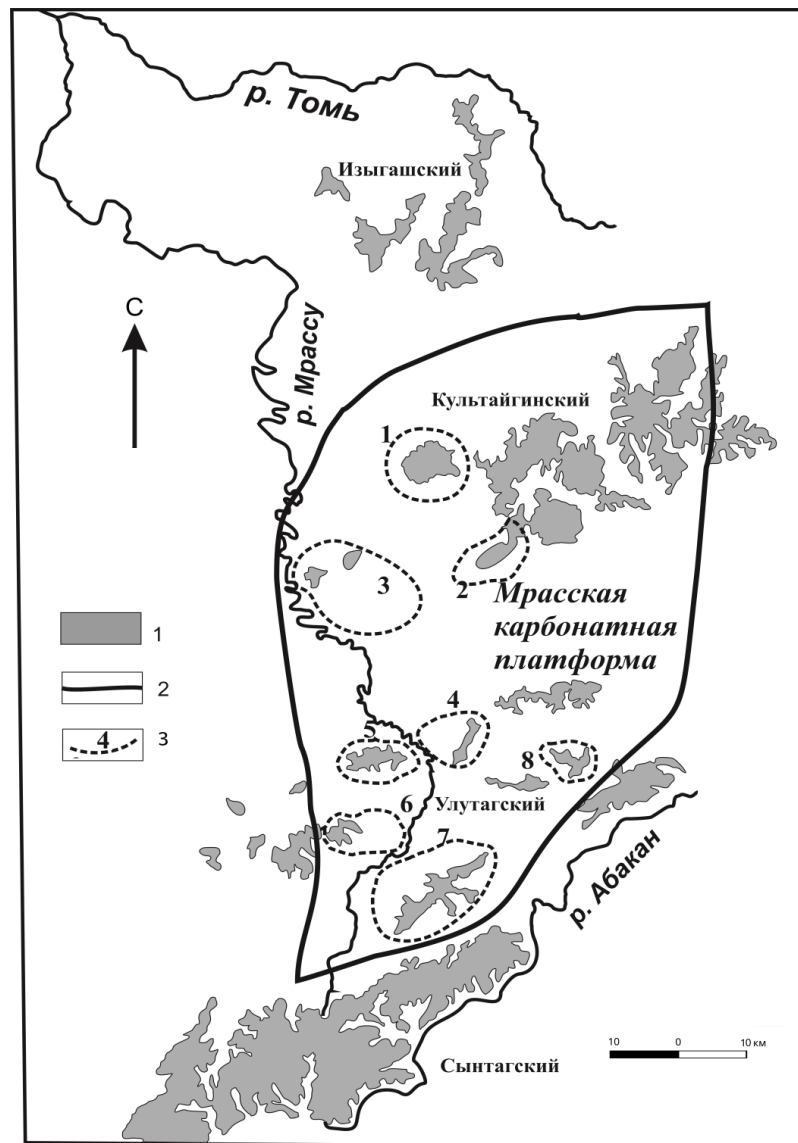 р. Томь
Изыгашский
С
р. Мрассу
Культайгинский
1
3
2
Мрасская
карбонатная
платформа
1
2
4 3
4
5
8
6
Улутагский
7
р. Абакан
10 0 10 км
Сынтагский